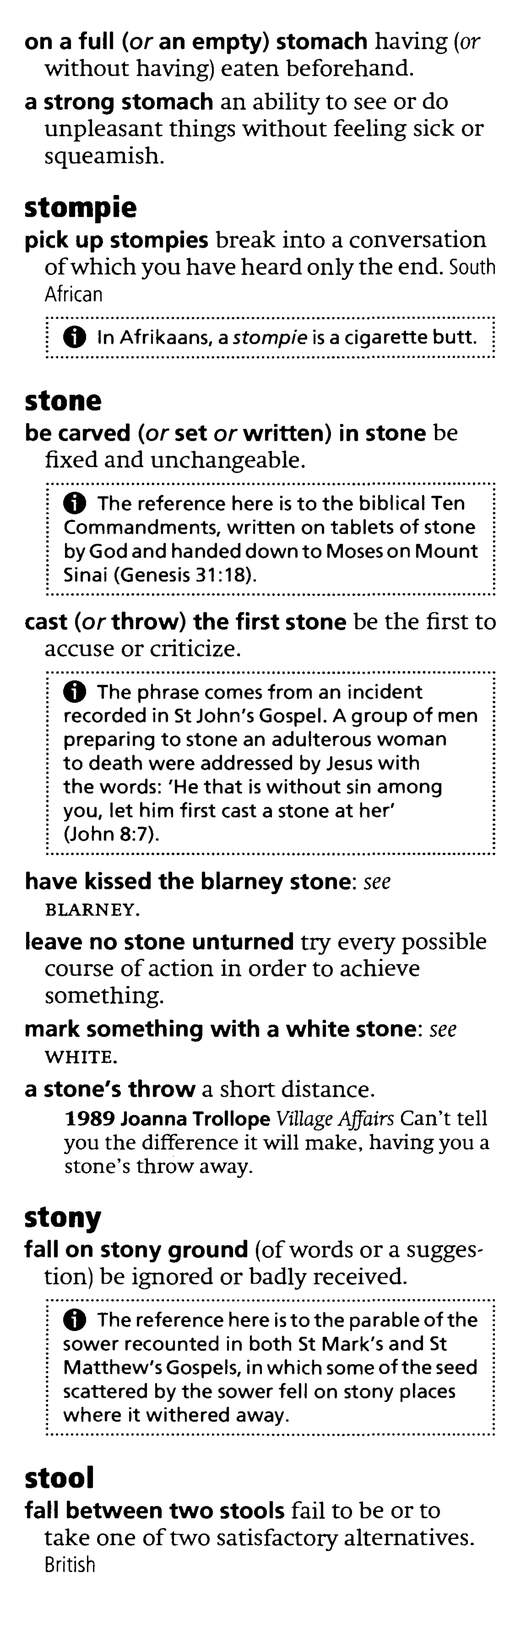 on a full (or an empty) stomach having (or
without having) eaten beforehand.
a strong stomach an ability to see or do
unpleasant things without feeling sick or
squeamish.
stompie
pick up stompies break into a conversation
of which you have heard only the end. South
African
In Afrikaans, a stompie is a cigarette butt.
stone
be carved (or set or written) in stone be
fixed and unchangeable.
The reference here is to the biblical Ten
Commandments, written on tablets of stone
by God and handed down to Moses on Mount
Sinai (Genesis 31:18).
cast (or throw) the first stone be the first to
accuse or criticize.
The phrase comes from an incident
recorded in St John's Gospel. A group of men
preparing to stone an adulterous woman
to death were addressed by Jesus with
the words: 'He that is without sin among
you, let him first cast a stone at her'
(John 8:7).
have kissed the blarney stone: see
BLARNEY.
leave no stone unturned try every possible
course of action in order to achieve
something.
mark something with a white stone: see
WHITE.
a stone's throw a short distance.
1989 Joanna Trollope Village Affairs Can't tell
you the difference it will make, having you a
stone's throw away.
stony
fall on stony ground (of words or a sugges-
tion) be ignored or badly received.
The reference here is to the parable of the
sower recounted in both St Mark's and St
Matthew's Gospels, in which some of the seed
scattered by the sower fell on stony places
where it withered away.
stool
fall between two stools fail to be or to
take one of two satisfactory alternatives.
British